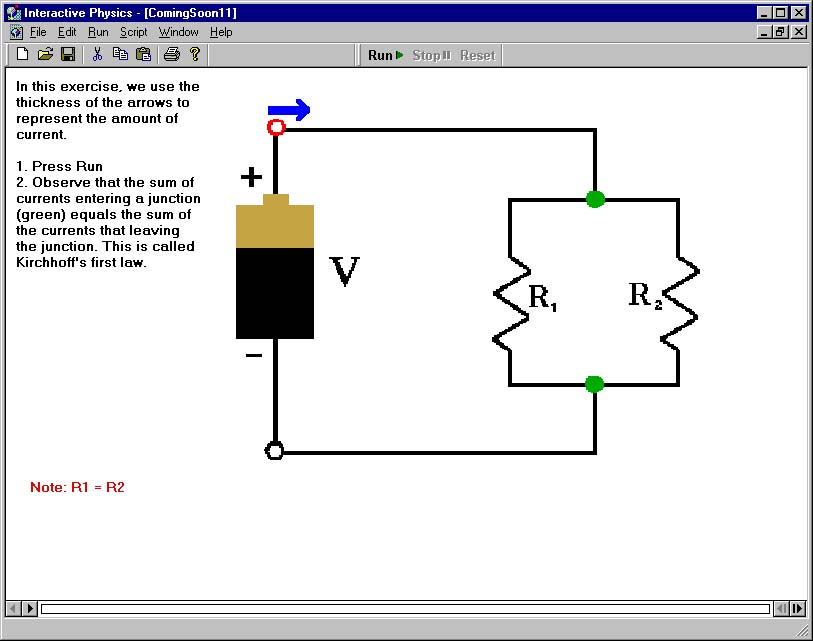 Interactive Physics - [ComingSoon11]
File Edit Run Script Window Help
Run Stop Reset
In this exercise, we use the
thickness of the arrows to
represent the amount of
current.
1. Press Run
2. Observe that the sum of
currents entering a junction
(green) equals the sum of
the currents that leaving
the junction. This is called
Kirchhoff's first law.
+
V
R1
R2
–
Note: R1 = R2